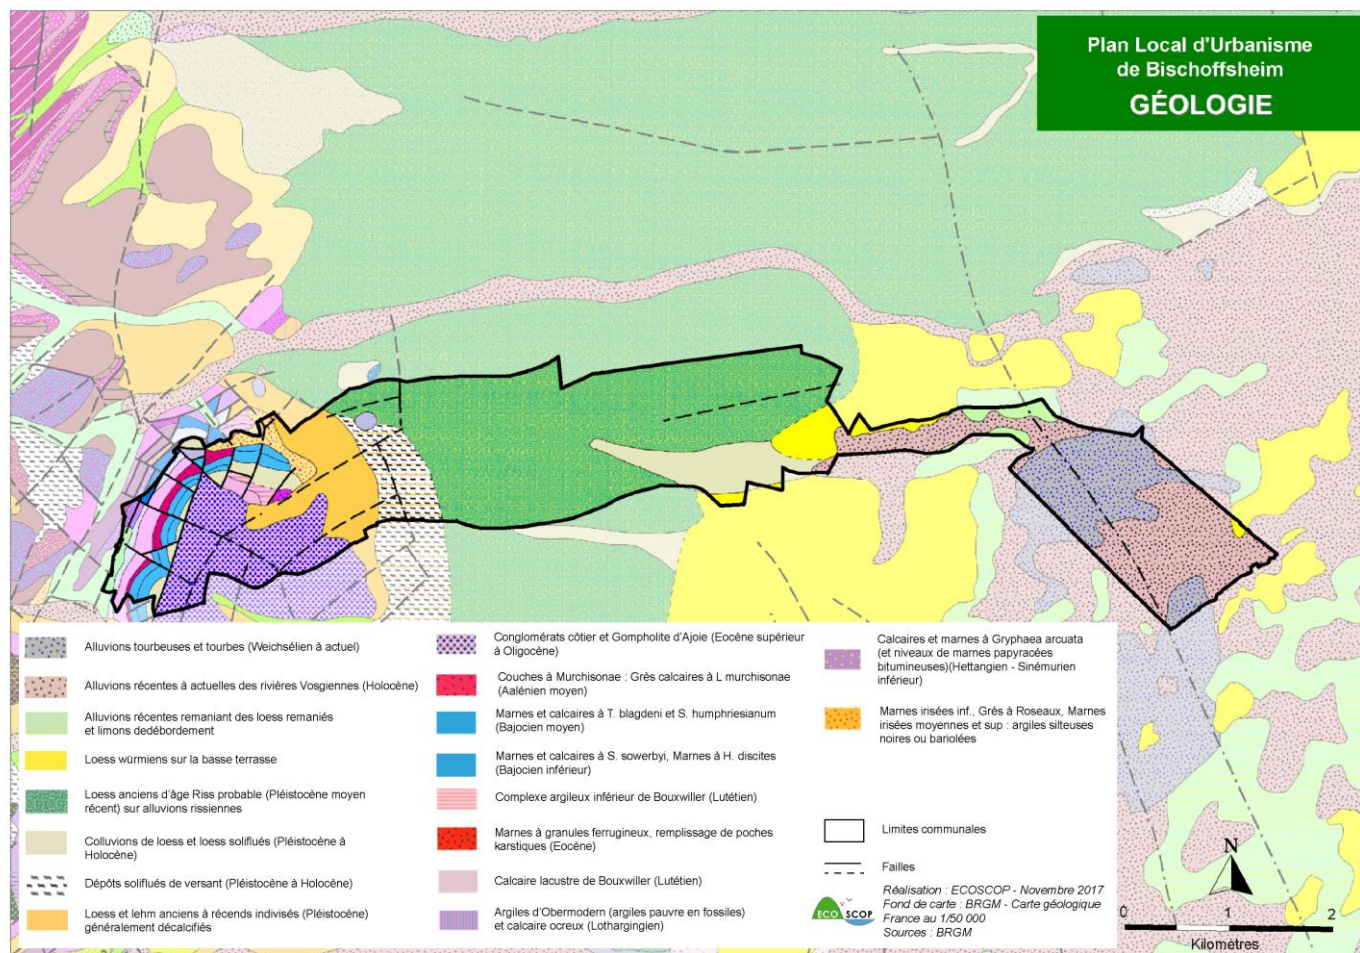 Plan Local d'Urbanisme
de Bischoffsheim
GÉOLOGIE
Alluvions tourbeuses et tourbes (Weichsélien à actuel)
Alluvions récentes à actuelles des rivières Vosgiennes (Holocène)
Alluvions récentes remaniant des loess remaniés
et limons dedébordement
Loess würmiens sur la basse terrasse
Loess anciens d'âge Riss probable (Pléistocène moyen
récent) sur alluvions rissiennes
Colluvions de loess et loess soliflués (Pléistocène à
Holocène)
Dépôts soliflués de versant (Pléistocène à Holocène)
Loess et lehm anciens à récends indivisés (Pléistocène)
généralement décalcifiés
Conglomérats côtier et Gompholite d'Ajoie (Eocène supérieur
à Oligocène)
Couches à Murchisonae : Grès calcaires à L murchisonae
(Aalénien moyen)
Marnes et calcaires à T. blagdeni et S. humphriesianum
(Bajocien moyen)
Marnes et calcaires à S. sowerbyi, Marnes à H. discites
(Bajocien inférieur)
Complexe argileux inférieur de Bouxwiller (Lutétien)
Marnes à granules ferrugineux, remplissage de poches
karstiques (Eocène)
Calcaire lacustre de Bouxwiller (Lutétien)
Argiles d'Obermodern (argiles pauvre en fossiles)
et calcaire ocreux (Lothargingien)
Calcaires et marnes à Gryphaea arcuata
(et niveaux de marnes papyracées
bitumineuses)(Hettangien - Sinémurien
inférieur)
Marnes irisées inf., Grès à Roseaux, Marnes
irisées moyennes et sup : argiles silteuses
noires ou bariolées
Limites communales
Failles
ECO SCOP
Réalisation : ECOSCOP - Novembre 2017
Fond de carte : BRGM - Carte géologique
France au 1/50 000
Sources : BRGM
N
0 1 2
Kilomètres